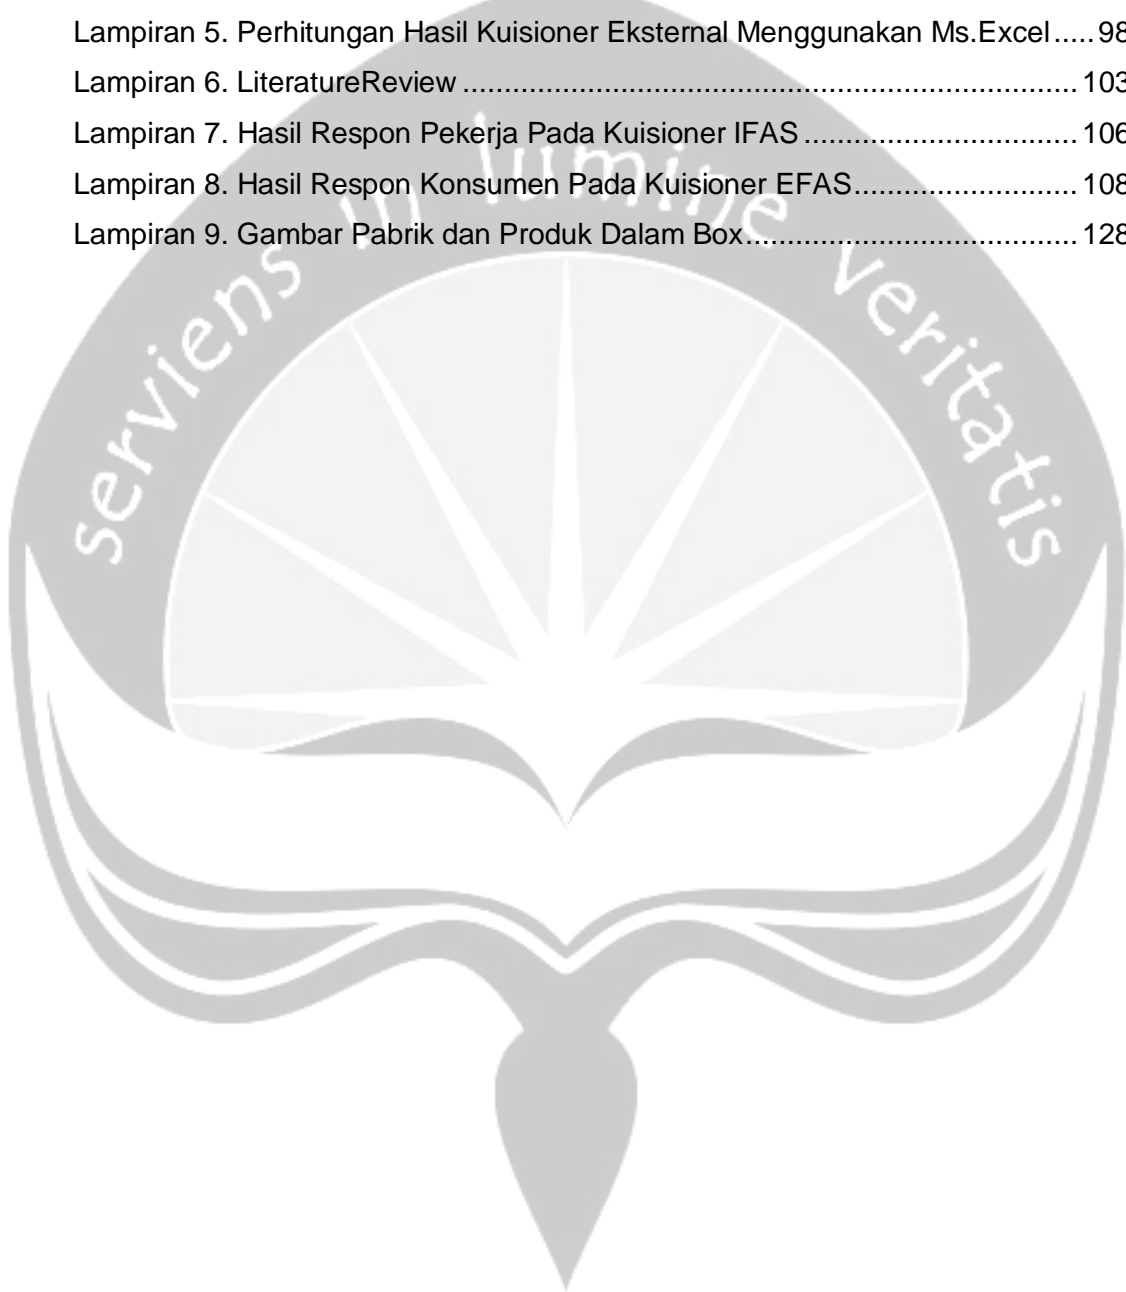 Lampiran 5. Perhitungan Hasil Kuisioner Eksternal Menggunakan Ms.Excel.....98
Lampiran 6. LiteratureReview.........................................................................103
Lampiran 7. Hasil Respon Pekerja Pada Kuisioner IFAS................................106
Lampiran 8. Hasil Respon Konsumen Pada Kuisioner EFAS..........................108
Lampiran 9. Gambar Pabrik dan Produk Dalam Box.......................................128
serviens in lumine veritatis